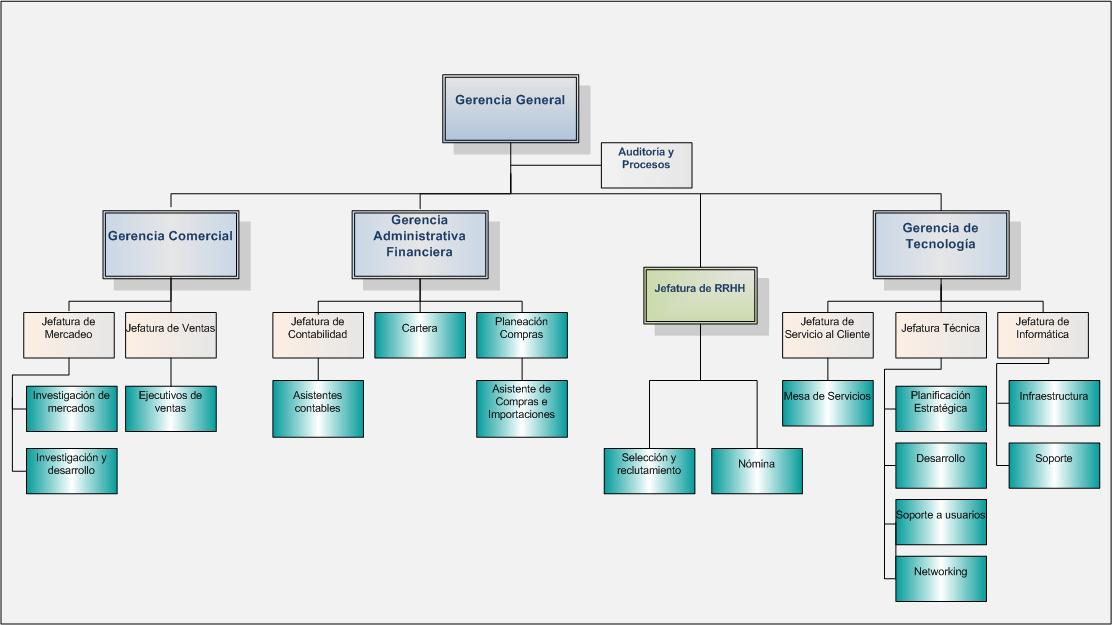 Gerencia General
Auditoría y
Procesos
Gerencia Comercial
Gerencia
Administrativa
Financiera
Jefatura de RRHH
Gerencia de
Tecnología
Jefatura de
Mercadeo
Jefatura de Ventas
Jefatura de
Contabilidad
Cartera
Planeación
Compras
Jefatura de
Servicio al Cliente
Jefatura Técnica
Jefatura de
Informática
Investigación de
mercados
Ejecutivos de
ventas
Asistentes
contables
Asistente de
Compras e
Importaciones
Mesa de Servicios
Planificación
Estratégica
Infraestructura
Investigación y
desarrollo
Selección y
reclutamiento
Nómina
Desarrollo
Soporte
Soporte a usuarios
Networking